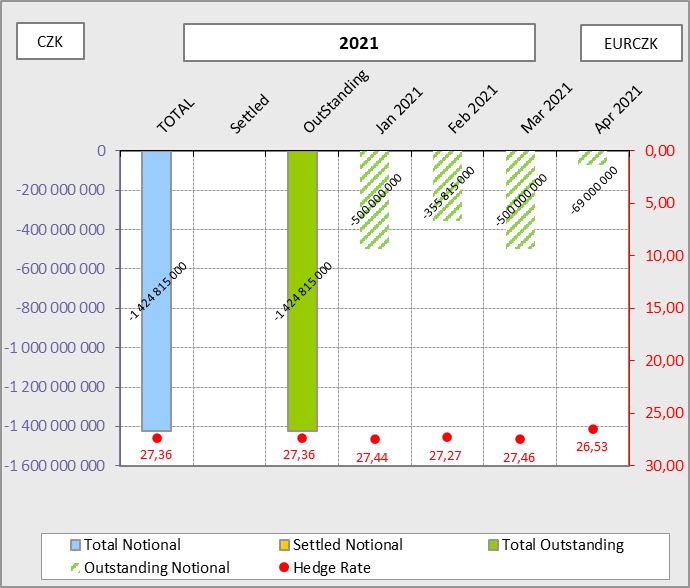 CZK
2021
EURCZK
TOTAL
Settled
OutStanding
Jan 2021
Feb 2021
Mar 2021
Apr 2021
0
-200 000 000
-400 000 000
-600 000 000
-800 000 000
-1 000 000 000
-1 200 000 000
-1 400 000 000
-1 600 000 000
0,00
5,00
10,00
15,00
20,00
25,00
30,00
-1 424 815 000
-1 424 815 000
-500 000 000
-355 815 000
-500 000 000
-69 000 000
27,36
27,36
27,44
27,27
27,46
26,53
Total Notional
Settled Notional
Total Outstanding
Outstanding Notional
Hedge Rate